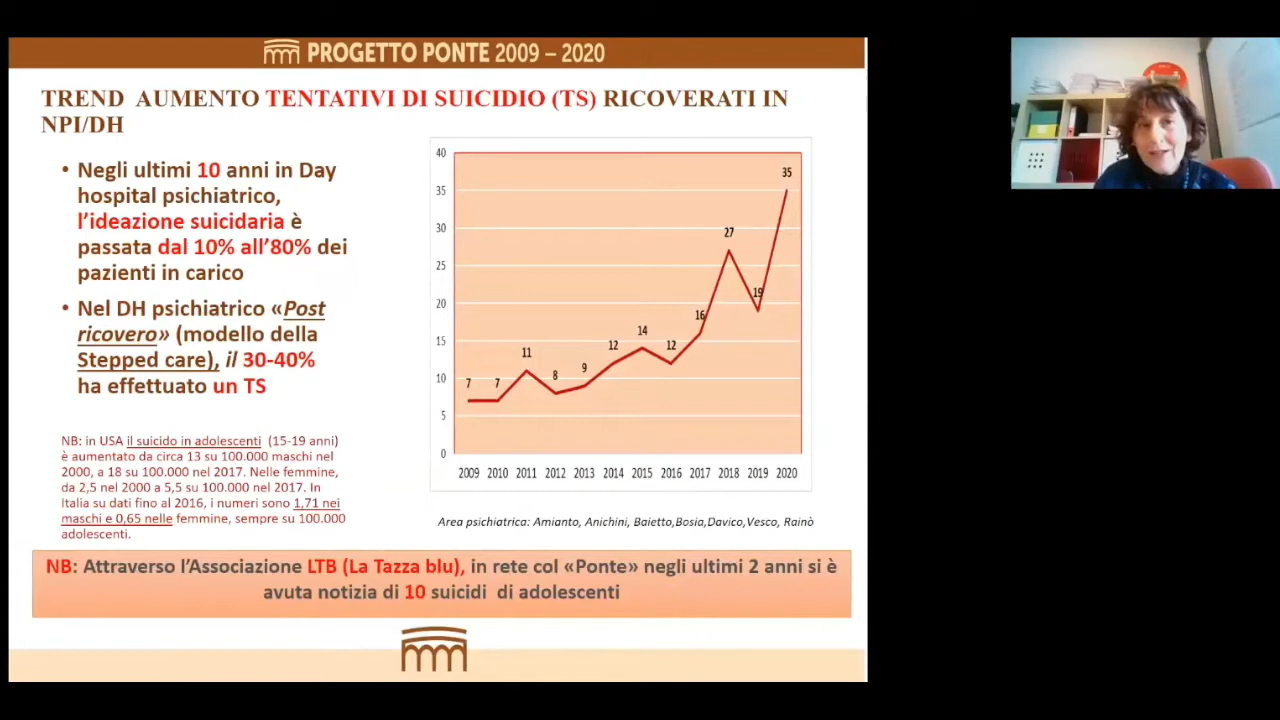 PROGETTO PONTE 2009 – 2020
TREND AUMENTO TENTATIVI DI SUICIDIO (TS) RICOVERATI IN
NPI/DH
• Negli ultimi 10 anni in Day
hospital psichiatrico,
l’ideazione suicidaria è
passata dal 10% all’80% dei
pazienti in carico
• Nel DH psichiatrico «Post
ricovero» (modello della
Stepped care), il 30-40%
ha effettuato un TS
NB: in USA il suicido in adolescenti (15-19 anni)
è aumentato da circa 13 su 100.000 maschi nel
2000, a 18 su 100.000 nel 2017. Nelle femmine,
da 2,5 nel 2000 a 5,5 su 100.000 nel 2017. In
Italia su dati fino al 2016, i numeri sono 1,71 nei
maschi e 0,65 nelle femmine, sempre su 100.000
adolescenti.
40
35
30
25
20
15
10
5
0
7 7 11 8 9 12 14 12 16 27 19 35
2009 2010 2011 2012 2013 2014 2015 2016 2017 2018 2019 2020
Area psichiatrica: Amianto, Anichini, Baietto,Bosia,Davico,Vesco, Rainò
NB: Attraverso l’Associazione LTB (La Tazza blu), in rete col «Ponte» negli ultimi 2 anni si è
avuta notizia di 10 suicidi di adolescenti